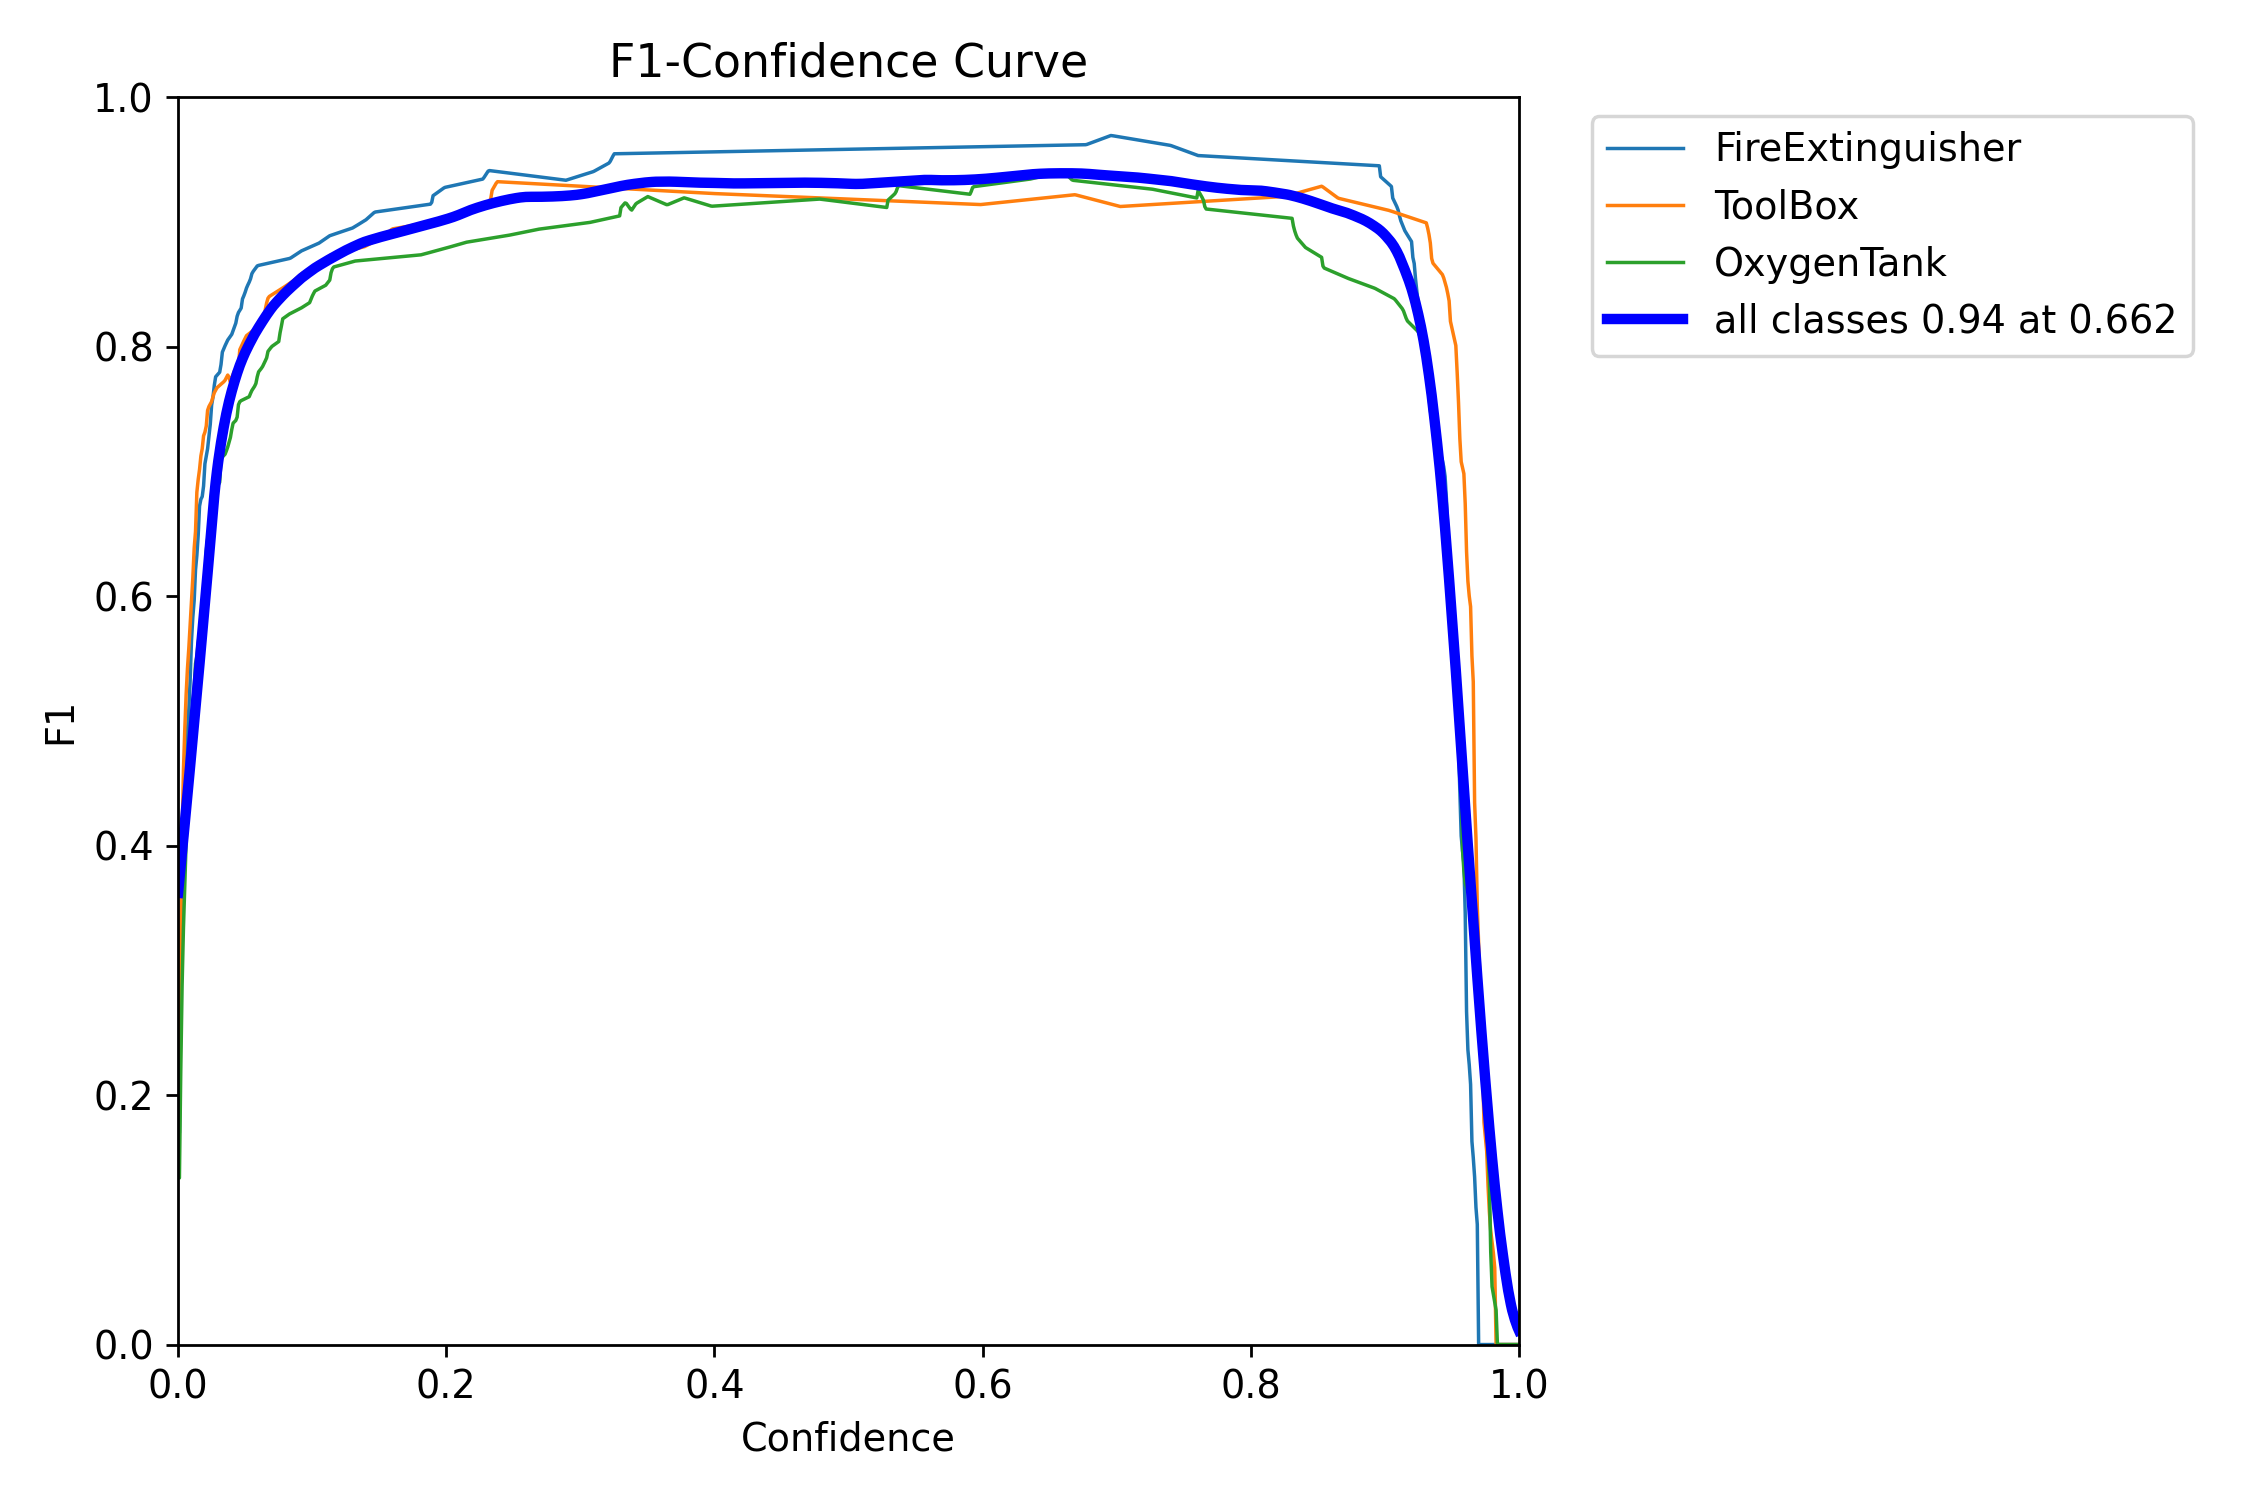 F1-Confidence Curve
1.0
0.8
0.6
0.4
0.2
0.0
F1
0.0 0.2 0.4 0.6 0.8 1.0
Confidence
FireExtinguisher
ToolBox
OxygenTank
all classes 0.94 at 0.662